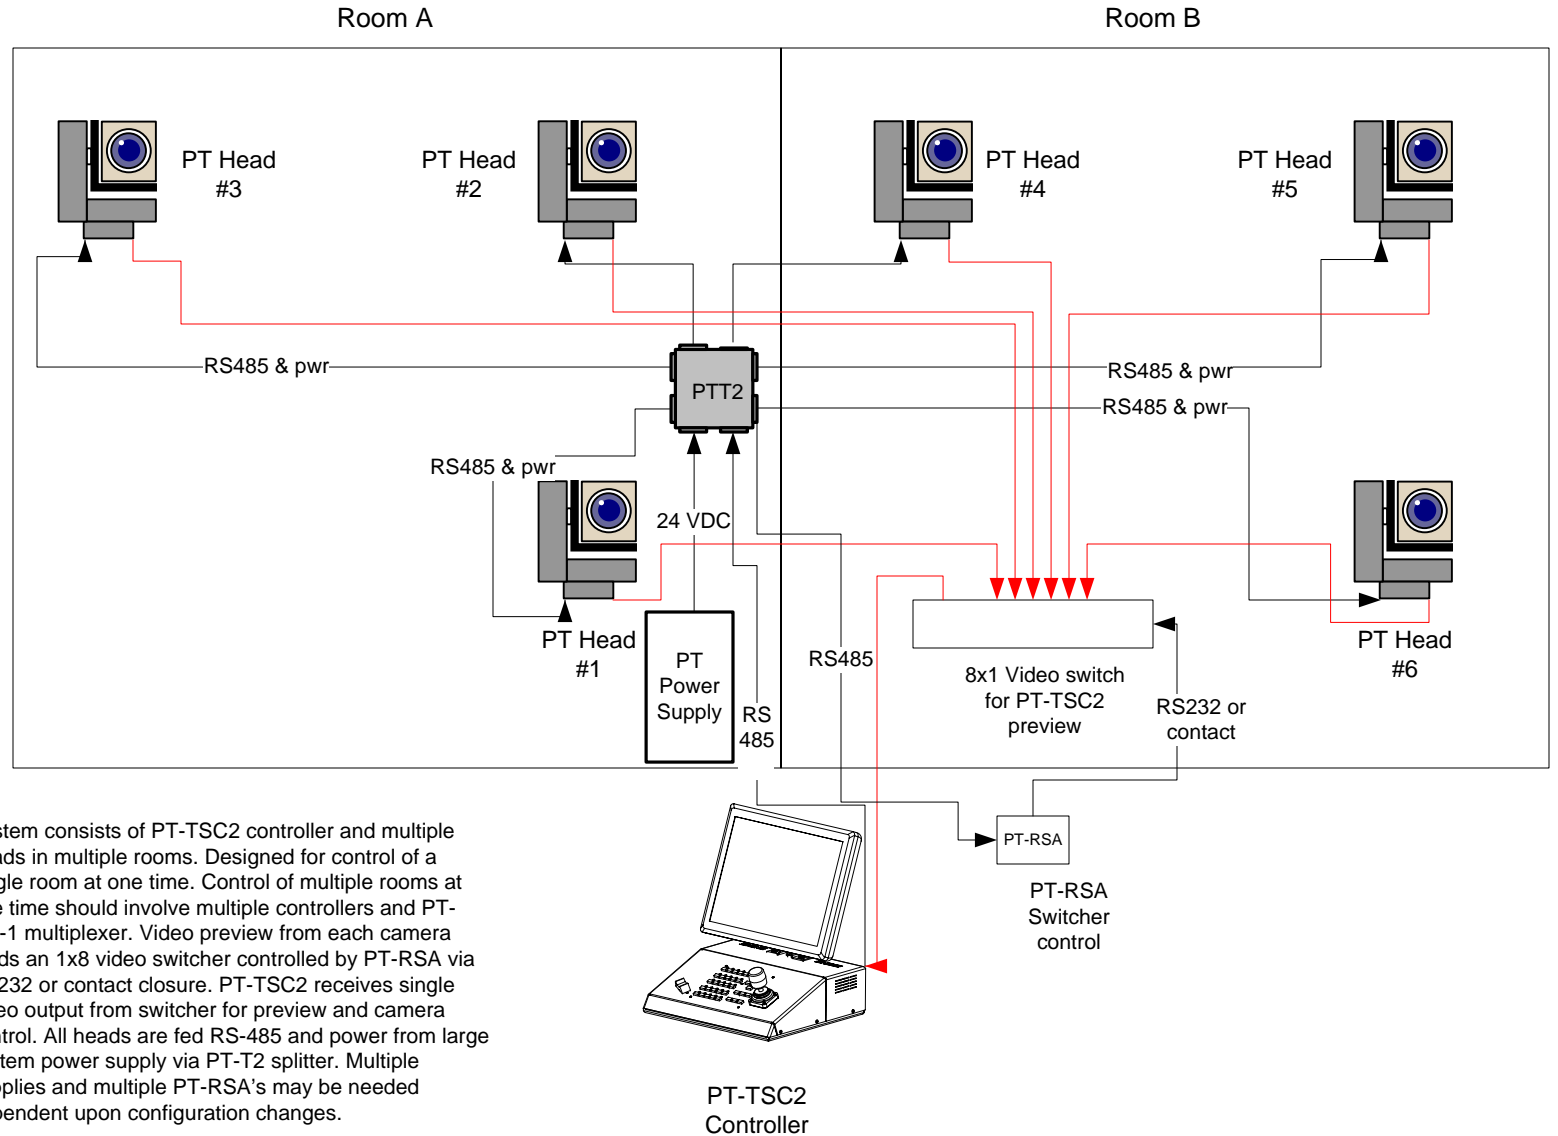 Room A
Room B
PT Head
#3
PT Head
#2
PT Head
#4
PT Head
#5
RS485 & pwr
PTT2
RS485 & pwr
RS485 & pwr
RS485 & pwr
24 VDC
PT Head
#1
PT
Power
Supply
RS
485
RS485
8x1 Video switch
for PT-TSC2
preview
RS232 or
contact
PT Head
#6
PT-RSA
PT-RSA
Switcher
control
stem consists of PT-TSC2 controller and multiple
ads in multiple rooms. Designed for control of a
gle room at one time. Control of multiple rooms at
e time should involve multiple controllers and PT-
-1 multiplexer. Video preview from each camera
ds an 1x8 video switcher controlled by PT-RSA via
232 or contact closure. PT-TSC2 receives single
eo output from switcher for preview and camera
ntrol. All heads are fed RS-485 and power from large
stem power supply via PT-T2 splitter. Multiple
pplies and multiple PT-RSA's may be needed
pendent upon configuration changes.
PT-TSC2
Controller